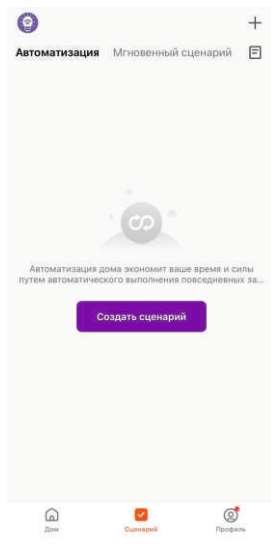 Автоматизация Мгновенный сценарий
Автоматизация дома экономит ваше время и силы
путем автоматического выполнения повседневных за...
Создать сценарий
Дом Сценарий Профиль